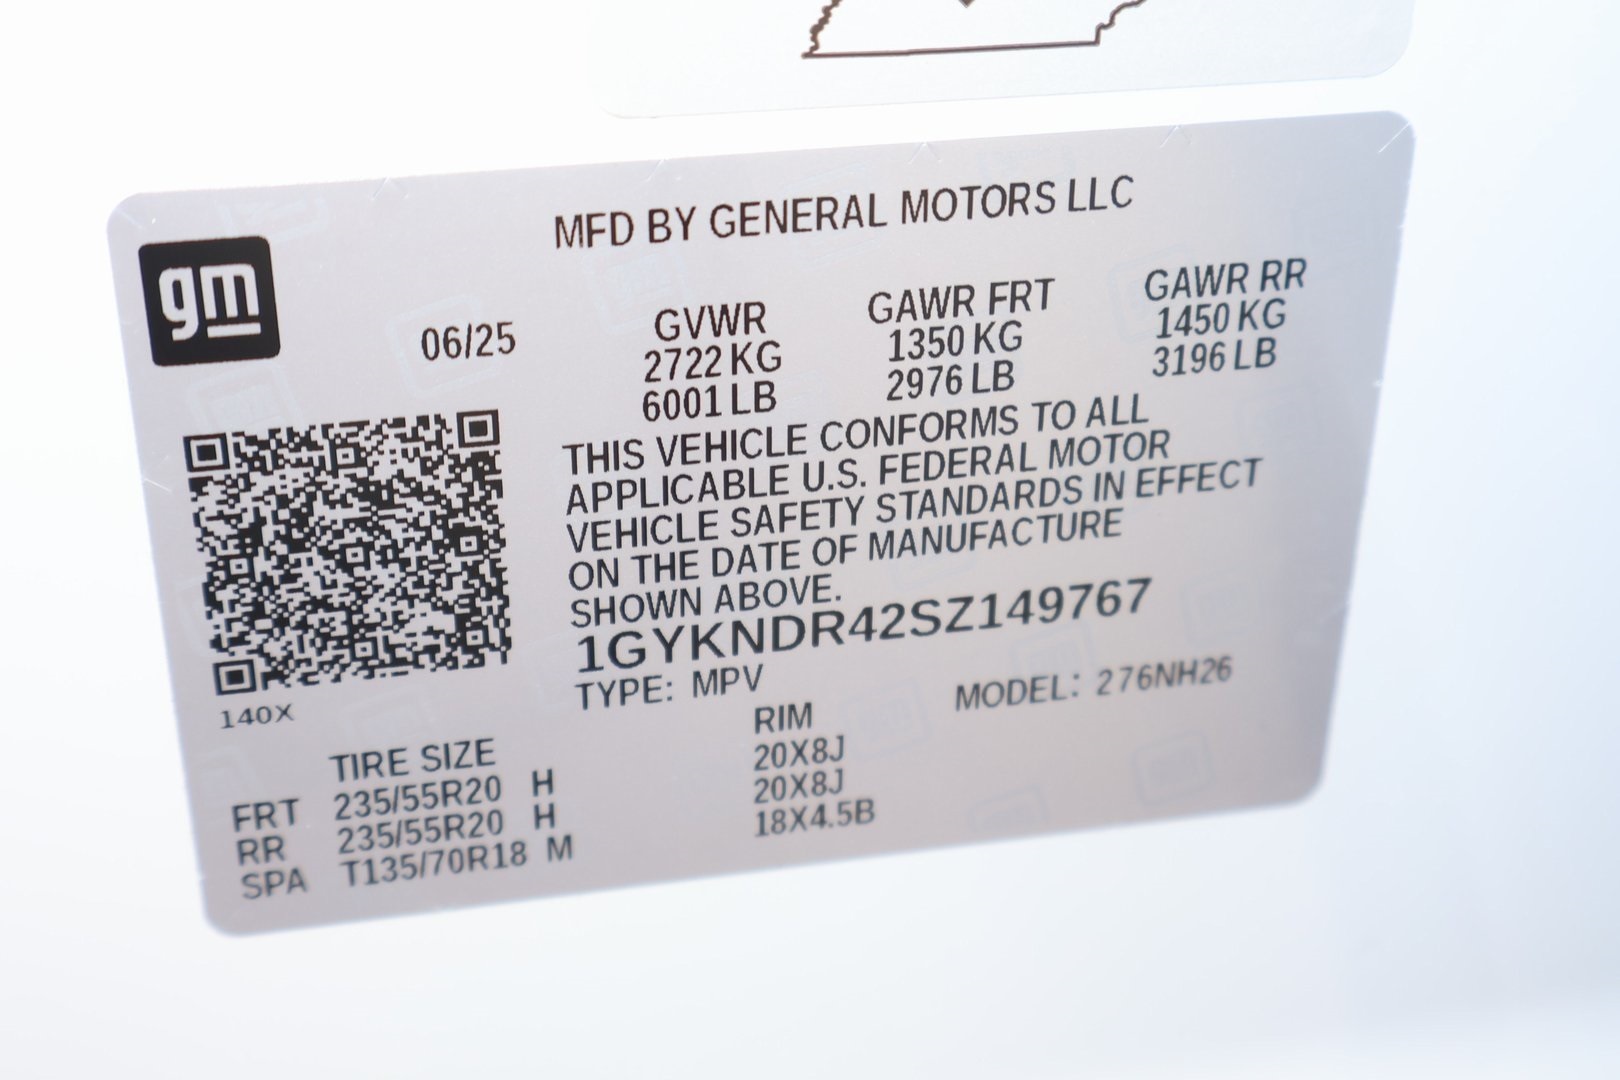 MFD BY GENERAL MOTORS LLC
gm
06/25
GVWR
2722 KG
6001 LB
GAWR FRT
1350 KG
2976 LB
GAWR RR
1450 KG
3196 LB
THIS VEHICLE CONFORMS TO ALL
APPLICABLE U.S. FEDERAL MOTOR
VEHICLE SAFETY STANDARDS IN EFFECT
ON THE DATE OF MANUFACTURE
SHOWN ABOVE.
1GYKNDR42SZ149767
TYPE: MPV
MODEL: 276NH26
140X
TIRE SIZE
RIM
FRT 235/55R20 H 20X8J
RR 235/55R20 H 20X8J
SPA T135/70R18 M 18X4.5B